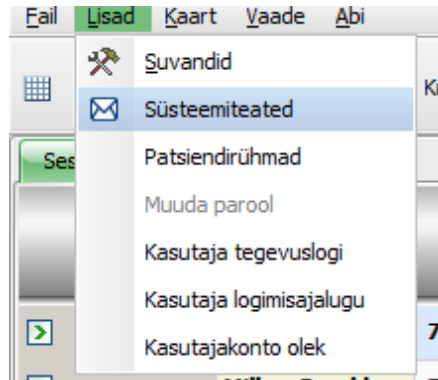 Fail Lisad Kaart Vaade Abi
Suvandid
Süsteemiteated
Patsiendirühmad
Muuda parool
Kasutaja tegevuslogi
Kasutaja logimisajalugu
Kasutajakonto olek